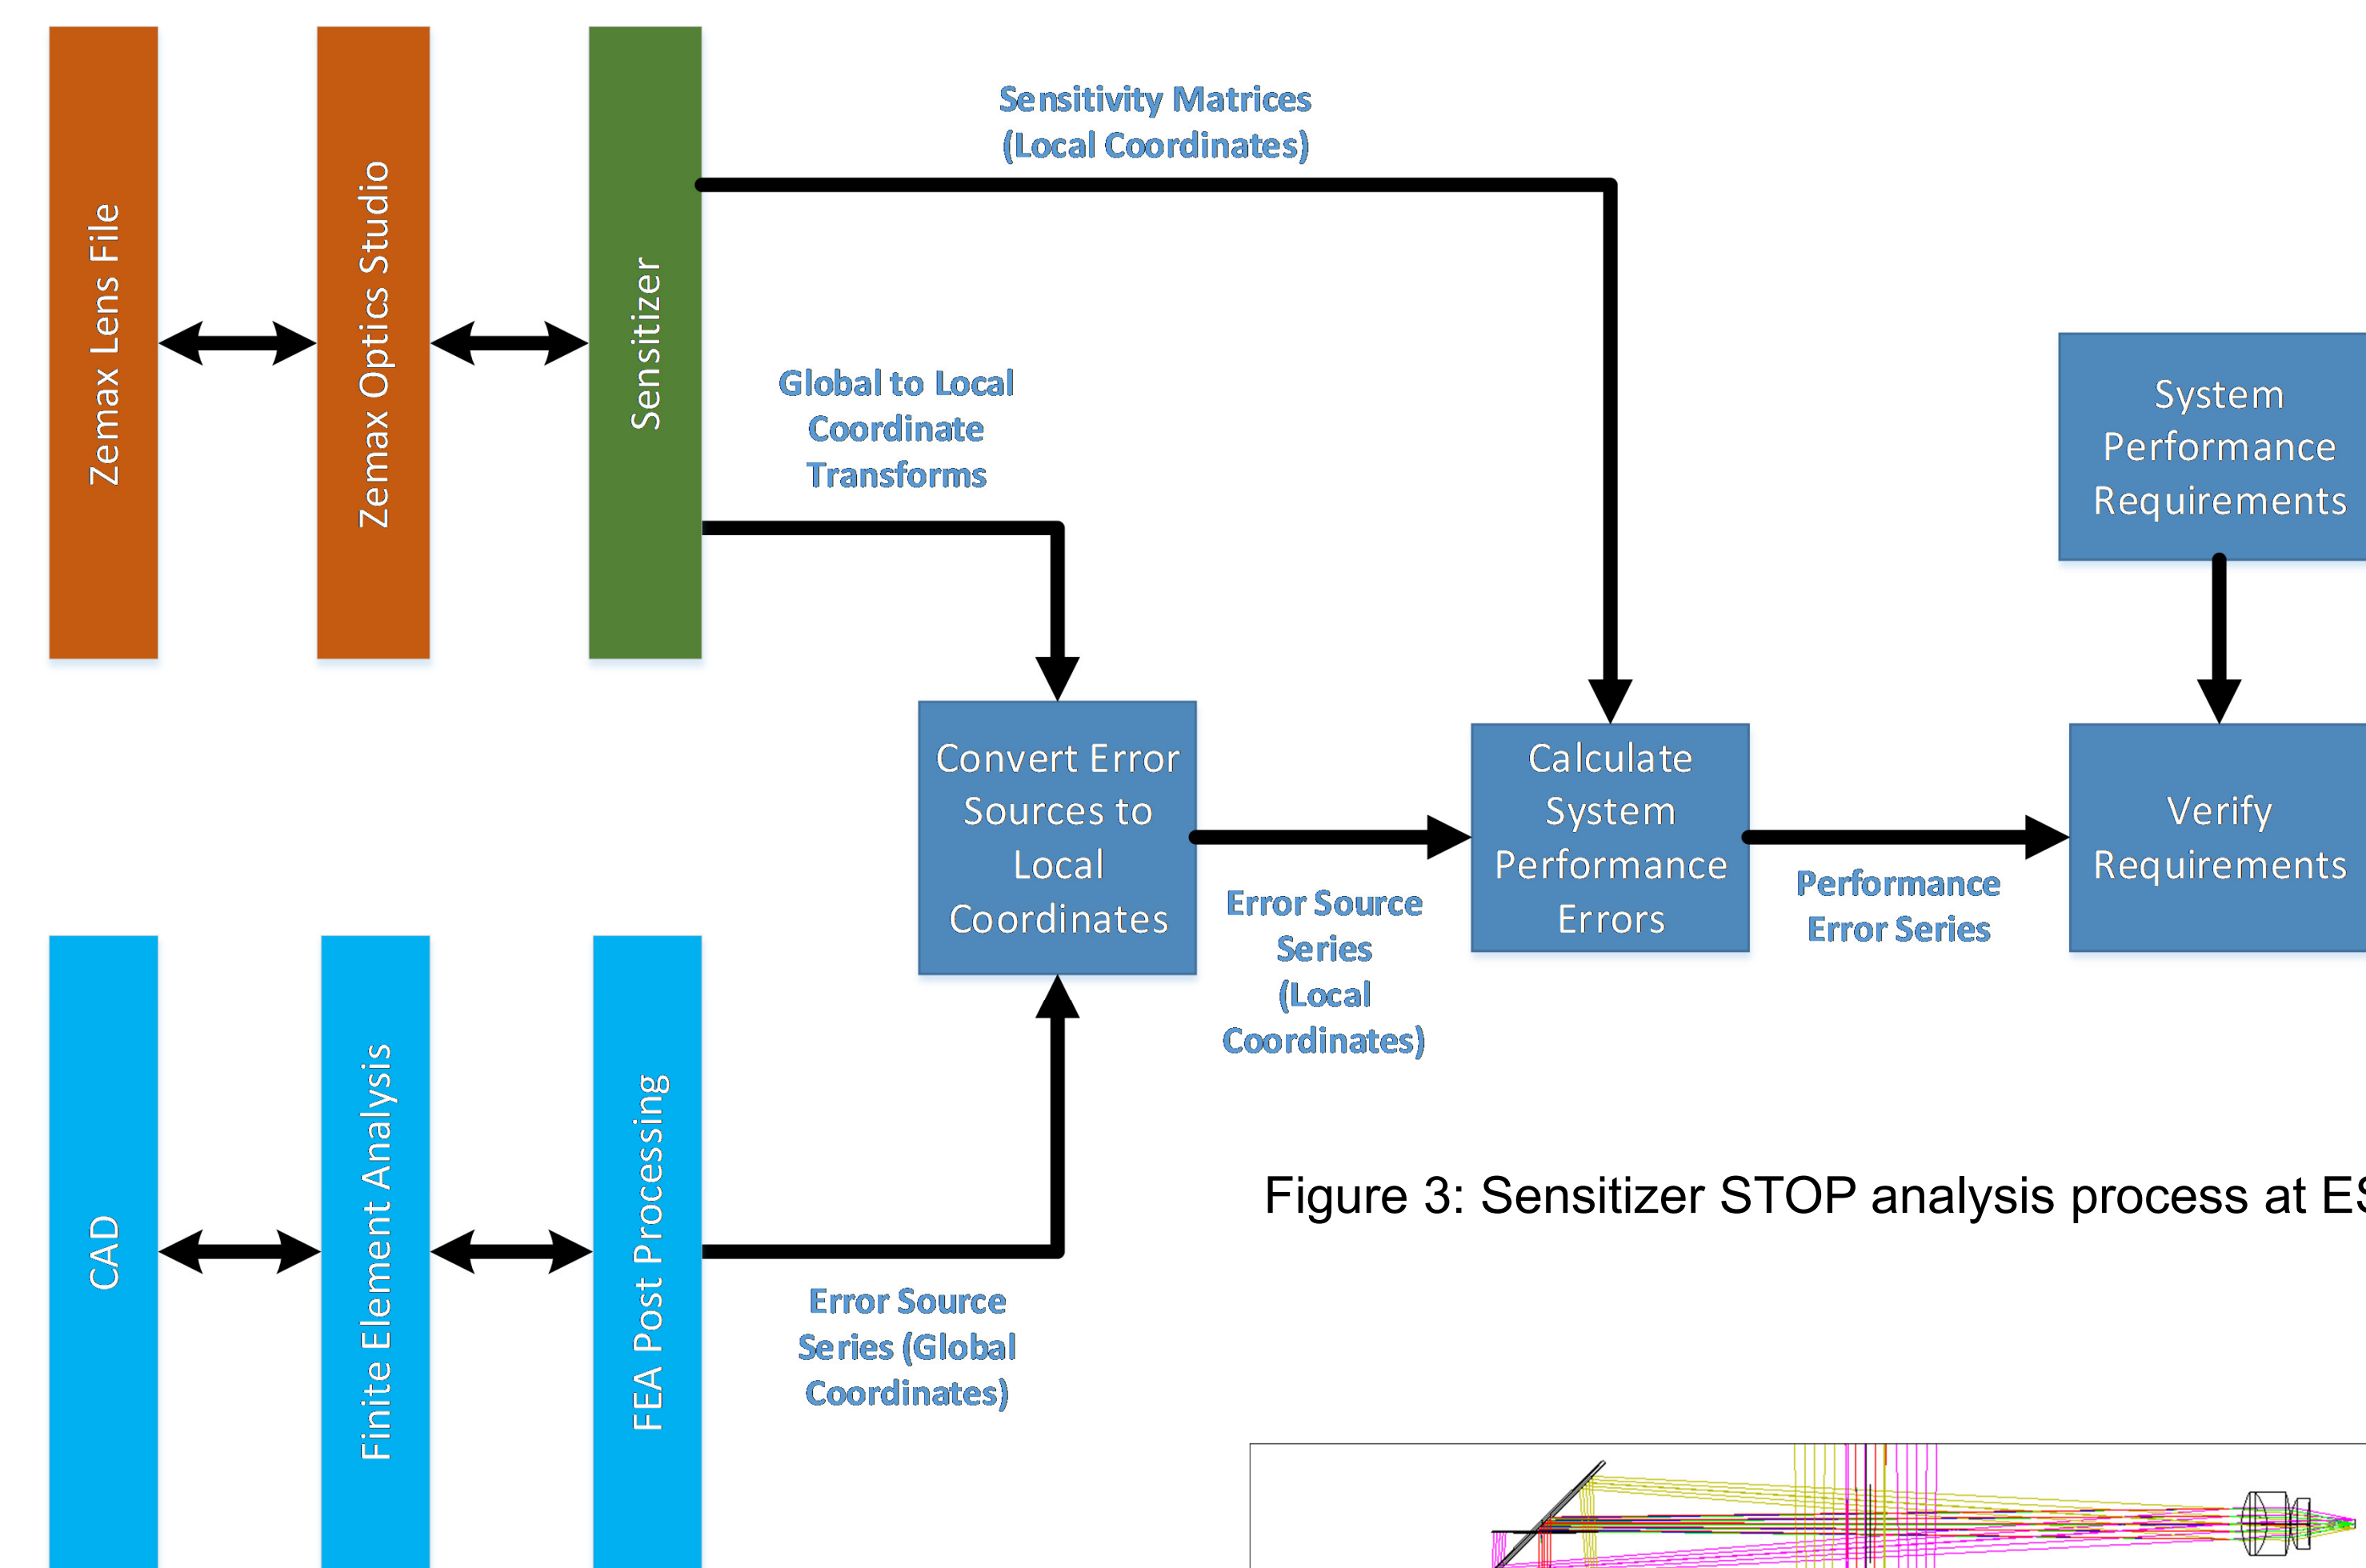 Zemax Lens File
Zemax Optics Studio
Sensitizer
Sensitivity Matrices
(Local Coordinates)
Global to Local
Coordinate
Transforms
System
Performance
Requirements
Convert Error
Sources to
Local
Coordinates
Error Source
Series
(Local
Coordinates)
Calculate
System
Performance
Errors
Performance
Error Series
Verify
Requirements
CAD
Finite Element Analysis
FEA Post Processing
Error Source
Series (Global
Coordinates)
Figure 3: Sensitizer STOP analysis process at